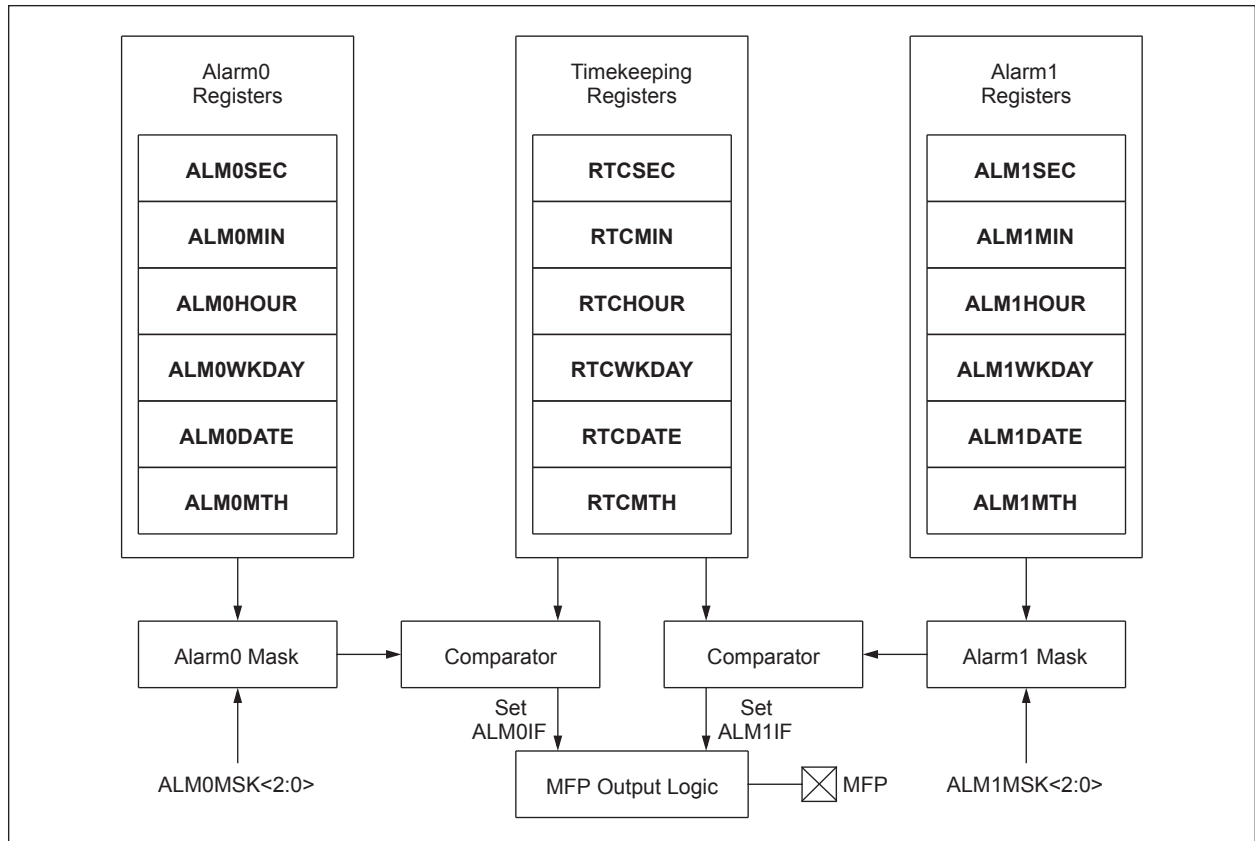 Alarm0
Registers
ALM0SEC
ALM0MIN
ALM0HOUR
ALM0WKDAY
ALM0DATE
ALM0MTH
Timekeeping
Registers
RTCSEC
RTCMIN
RTCHOUR
RTCWKDAY
RTCDATE
RTCMTH
Alarm1
Registers
ALM1SEC
ALM1MIN
ALM1HOUR
ALM1WKDAY
ALM1DATE
ALM1MTH
Alarm0 Mask
Comparator
Comparator
Alarm1 Mask
Set
ALM0IF
Set
ALM1IF
ALM0MSK<2:0>
MFP Output Logic
MFP
ALM1MSK<2:0>